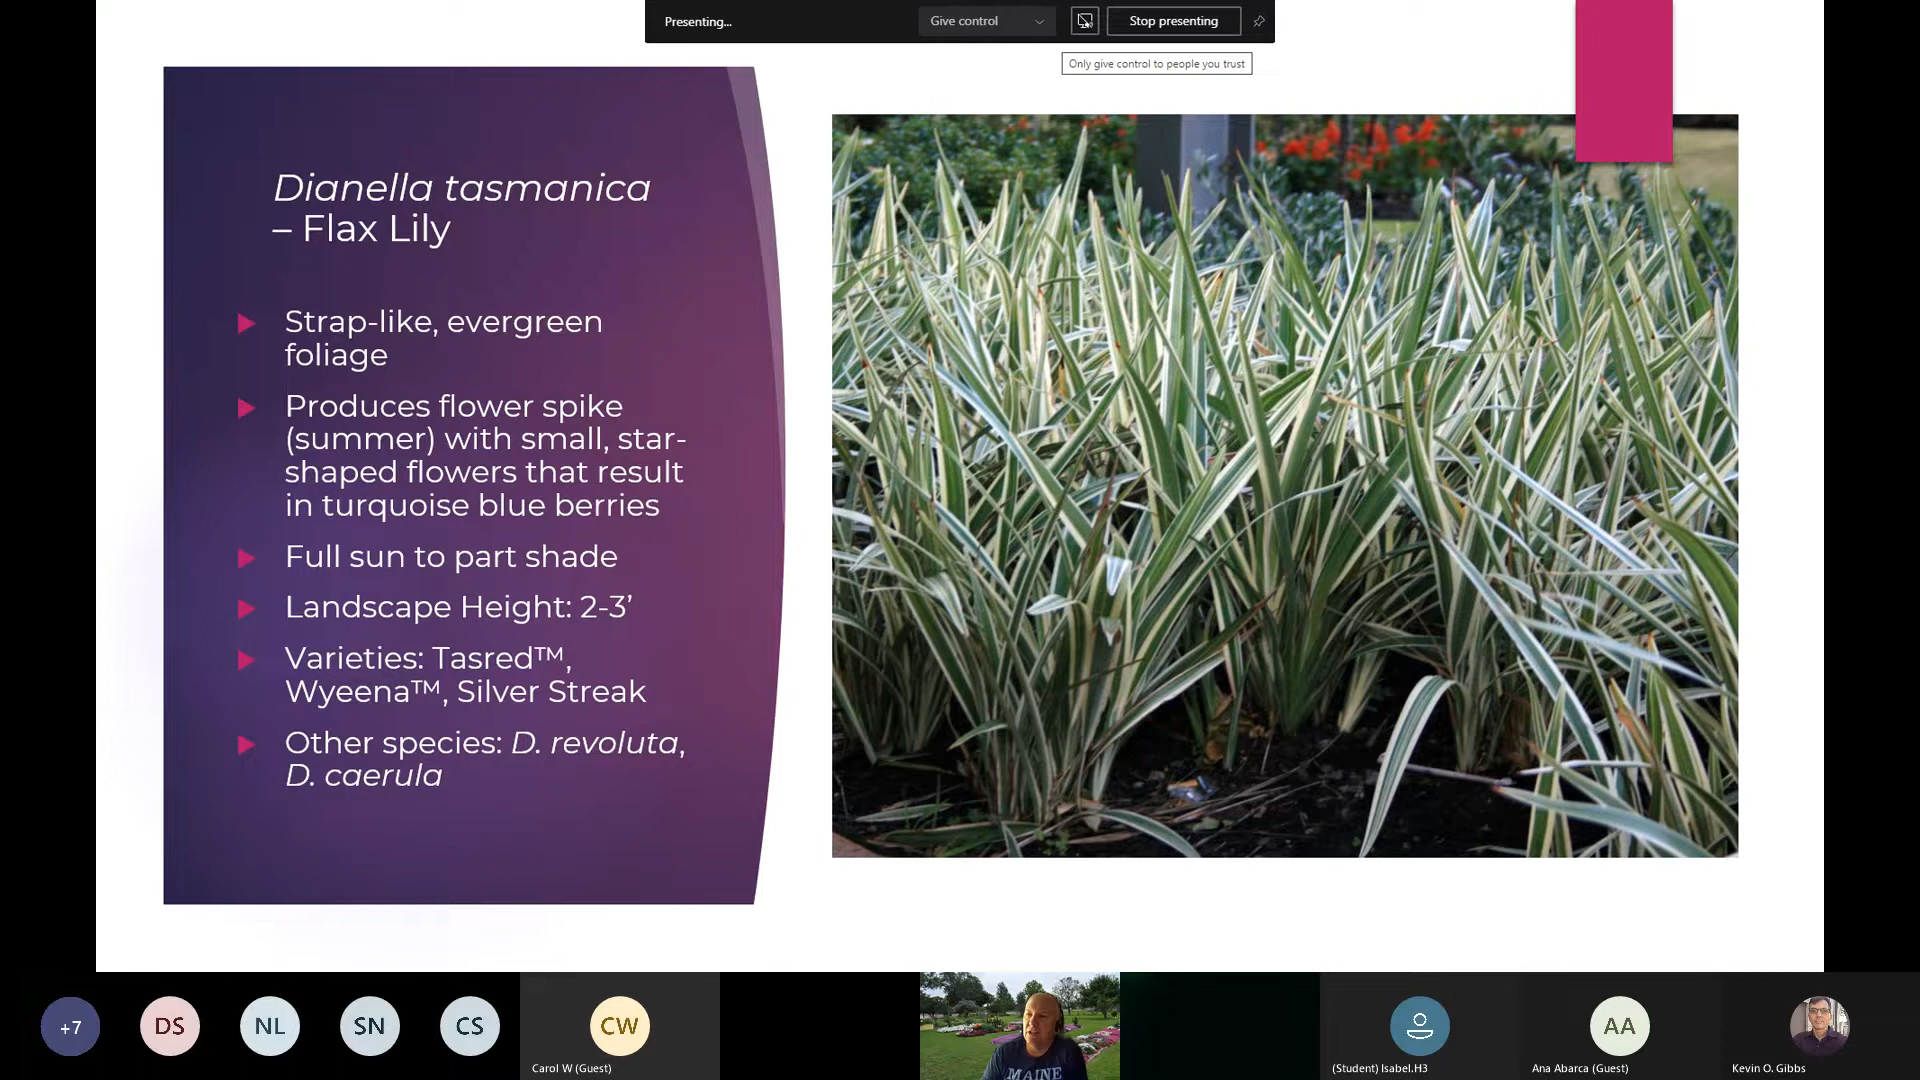 Presenting...
Give control
Stop presenting
Only give control to people you trust
Dianella tasmanica
– Flax Lily
Strap-like, evergreen
foliage
Produces flower spike
(summer) with small, star-
shaped flowers that result
in turquoise blue berries
Full sun to part shade
Landscape Height: 2-3’
Varieties: Tasred™,
Wyeena™, Silver Streak
Other species: D. revoluta,
D. caerula
+7
DS
NL
SN
CS
CW
Carol W (Guest)
MAINE
(Student) Isabel.H3
AA
Ana Abarca (Guest)
Kevin O. Gibbs